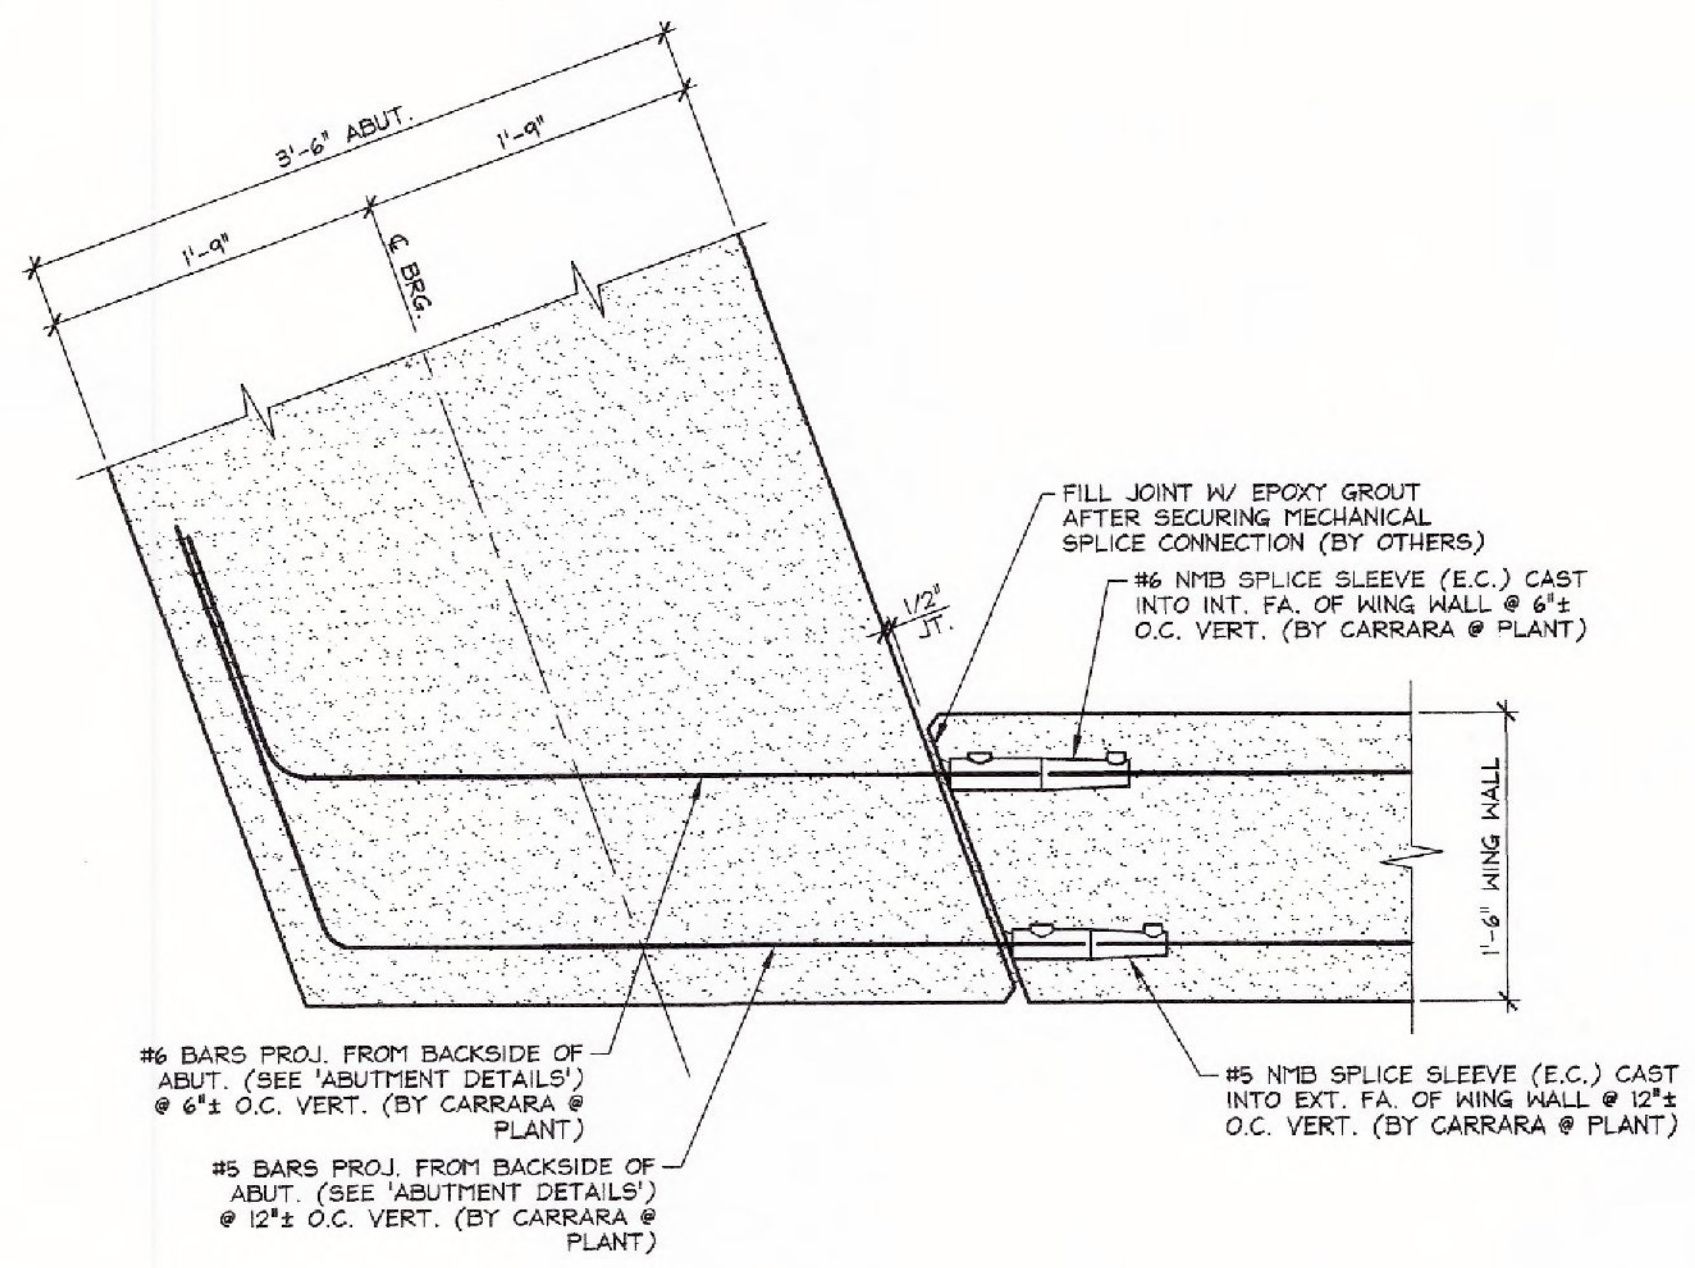 3'-6" ABUT.
1'-9"
1'-9"
℄ BRG.
FILL JOINT W/ EPOXY GROUT
AFTER SECURING MECHANICAL
SPLICE CONNECTION (BY OTHERS)
#6 NMB SPLICE SLEEVE (E.C.) CAST
INTO INT. FA. OF WING WALL @ 6"±
O.C. VERT. (BY CARRARA @ PLANT)
1/2"
JT.
1'-6" WING WALL
#6 BARS PROJ. FROM BACKSIDE OF
ABUT. (SEE 'ABUTMENT DETAILS')
@ 6"± O.C. VERT. (BY CARRARA @
PLANT)
#5 BARS PROJ. FROM BACKSIDE OF
ABUT. (SEE 'ABUTMENT DETAILS')
@ 12"± O.C. VERT. (BY CARRARA @
PLANT)
#5 NMB SPLICE SLEEVE (E.C.) CAST
INTO EXT. FA. OF WING WALL @ 12"±
O.C. VERT. (BY CARRARA @ PLANT)